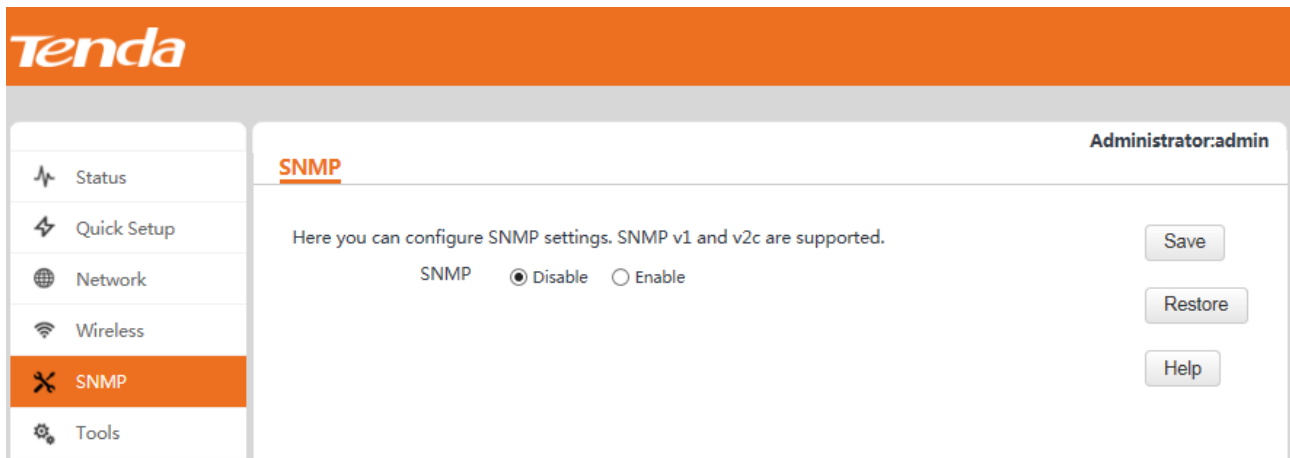 Tenda
Administrator:admin
SNMP
Status
Quick Setup
Network
Wireless
SNMP
Tools
Here you can configure SNMP settings. SNMP v1 and v2c are supported.
SNMP Disable Enable
Save
Restore
Help